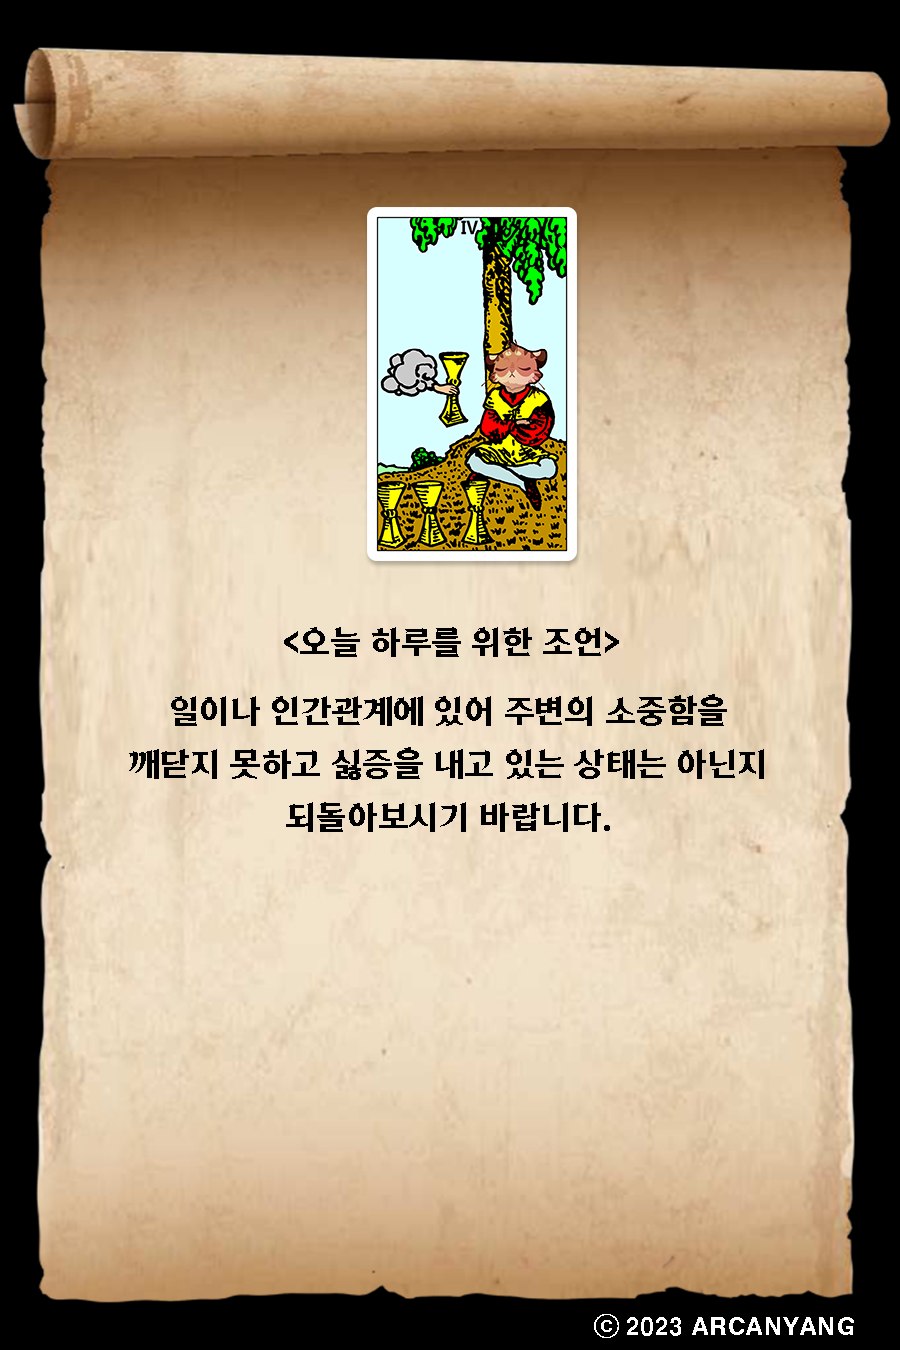 IV
<오늘 하루를 위한 조언>
일이나 인간관계에 있어 주변의 소중함을
깨닫지 못하고 싫증을 내고 있는 상태는 아닌지
되돌아보시기 바랍니다.
© 2023 ARCANYANG